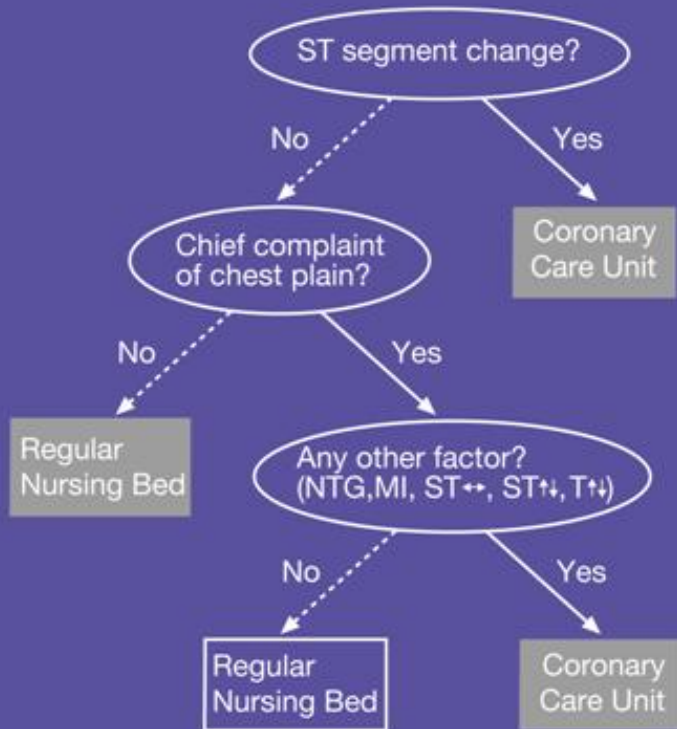 ST segment change?
No
Yes
Chief complaint
of chest plain?
Coronary
Care Unit
No
Yes
Regular
Nursing Bed
Any other factor?
(NTG,MI, ST↔, ST↑↓,T↑↓)
No
Yes
Regular
Nursing Bed
Coronary
Care Unit